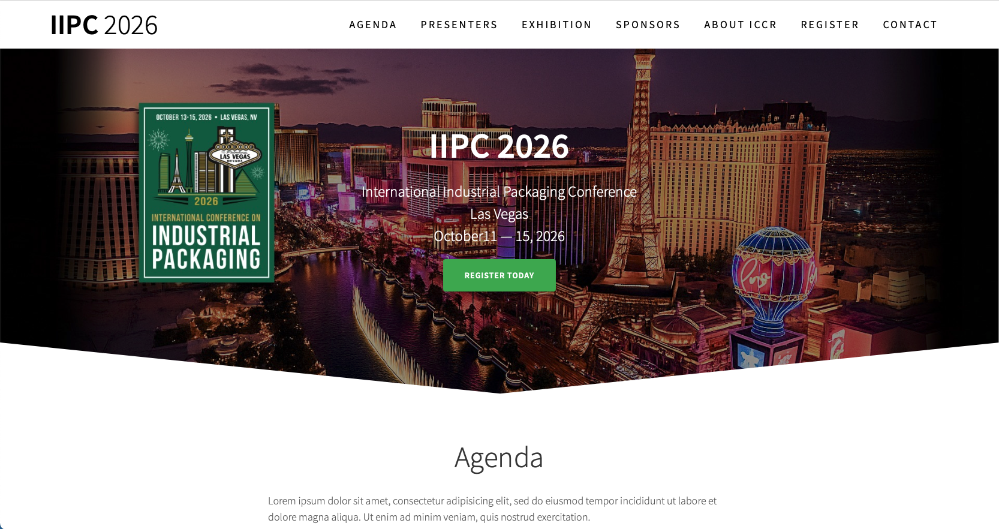 IIPC 2026
AGENDA PRESENTERS EXHIBITION SPONSORS ABOUT ICCR REGISTER CONTACT
OCTOBER 13-15, 2026 • LAS VEGAS, NV
WELCOME
TO Fabulous
LAS VEGAS
NEVADA
2026
INTERNATIONAL CONFERENCE ON
INDUSTRIAL
PACKAGING
IIPC 2026
International Industrial Packaging Conference
Las Vegas
October11 — 15, 2026
REGISTER TODAY
Agenda
Lorem ipsum dolor sit amet, consectetur adipisicing elit, sed do eiusmod tempor incididunt ut labore et
dolore magna aliqua. Ut enim ad minim veniam, quis nostrud exercitation.